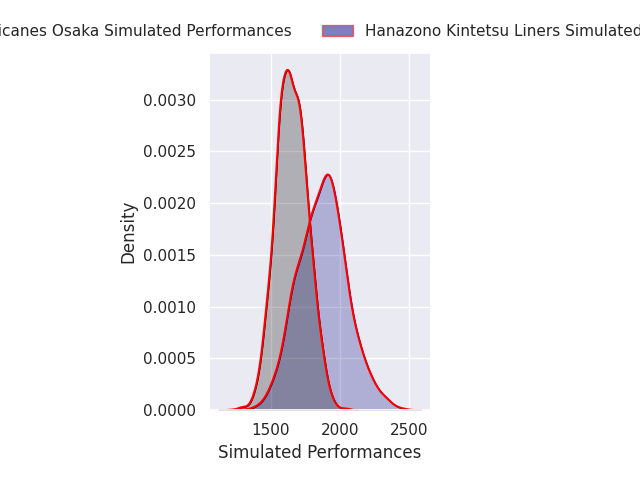 icanes Osaka Simulated Performances
Hanazono Kintetsu Liners Simulated
0.0030
0.0025
0.0020
0.0015
0.0010
0.0005
0.0000
Density
1500
2000
2500
Simulated Performances